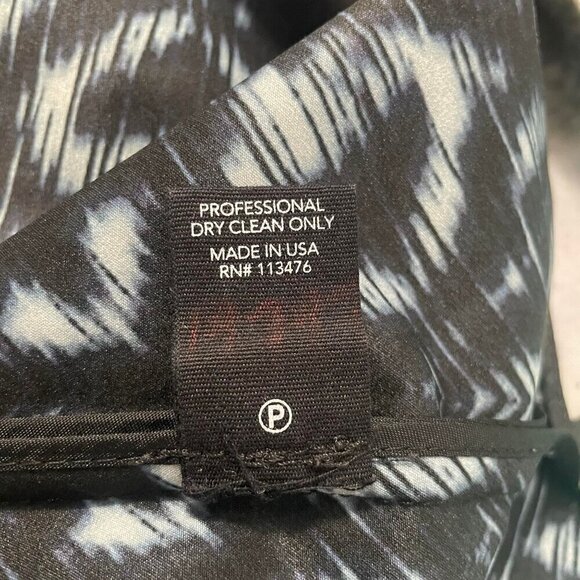 PROFESSIONAL
DRY CLEAN ONLY
MADE IN USA
RN# 113476
P